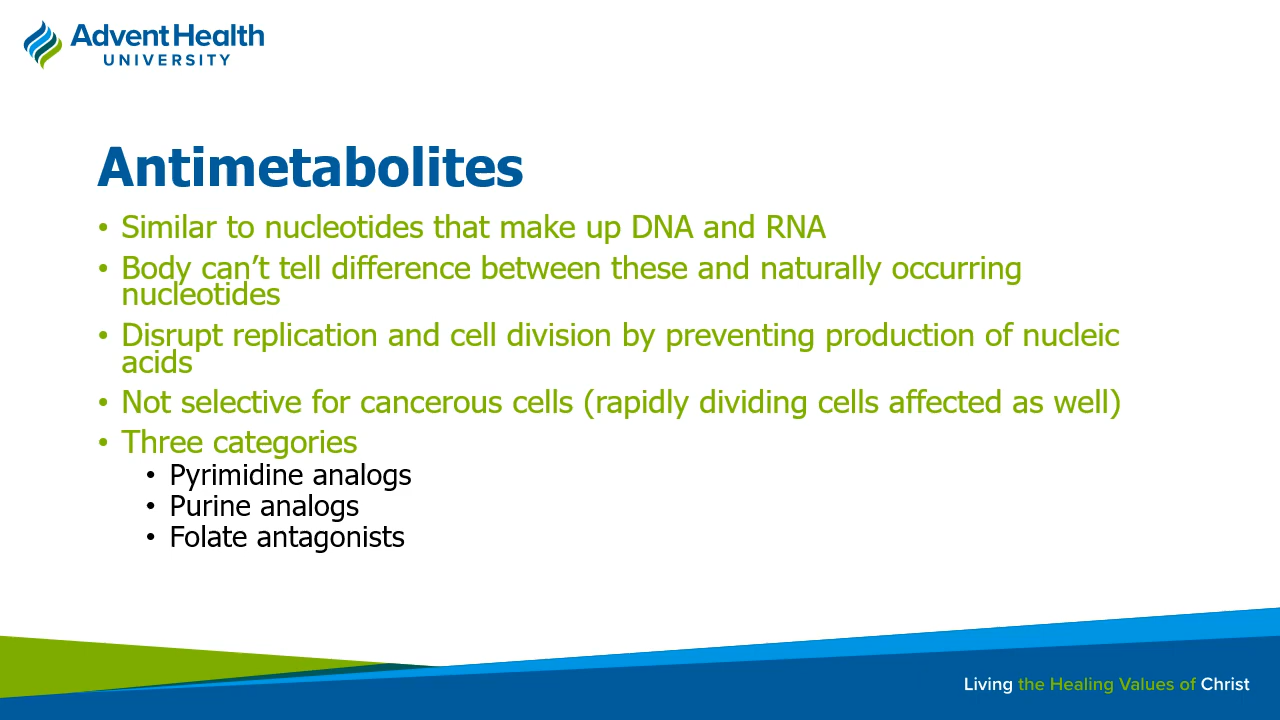 AdventHealth
UNIVERSITY
Antimetabolites
• Similar to nucleotides that make up DNA and RNA
• Body can’t tell difference between these and naturally occurring
nucleotides
• Disrupt replication and cell division by preventing production of nucleic
acids
• Not selective for cancerous cells (rapidly dividing cells affected as well)
• Three categories
• Pyrimidine analogs
• Purine analogs
• Folate antagonists
Living the Healing Values of Christ